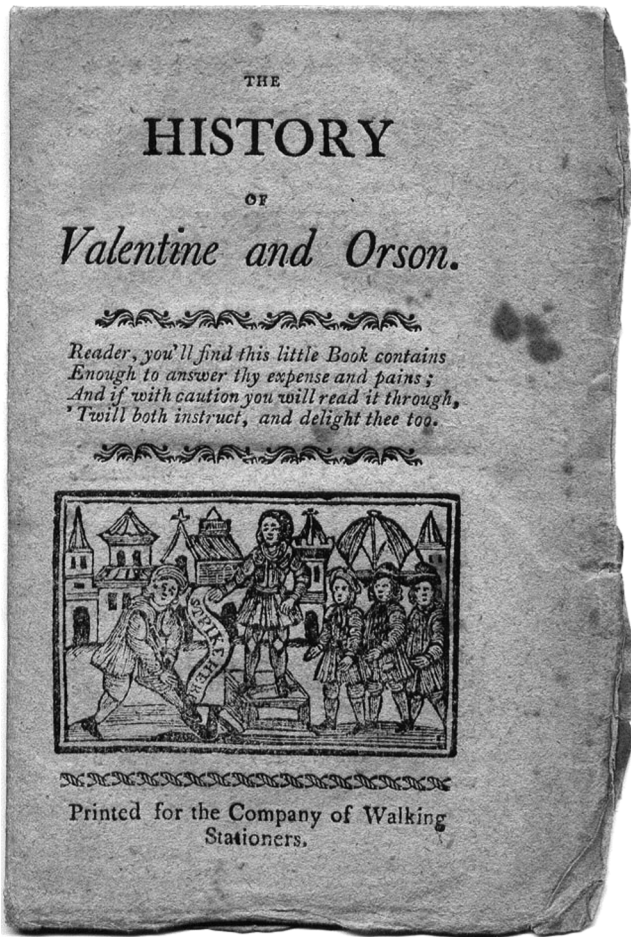 THE
HISTORY
OF
Valentine and Orson.
Reader, you'll find this little Book contains
Enough to answer thy expense and pains;
And if with caution you will read it through,
'Twill both instruct, and delight thee too.
STRIKE HER
Printed for the Company of Walking
Stationers.